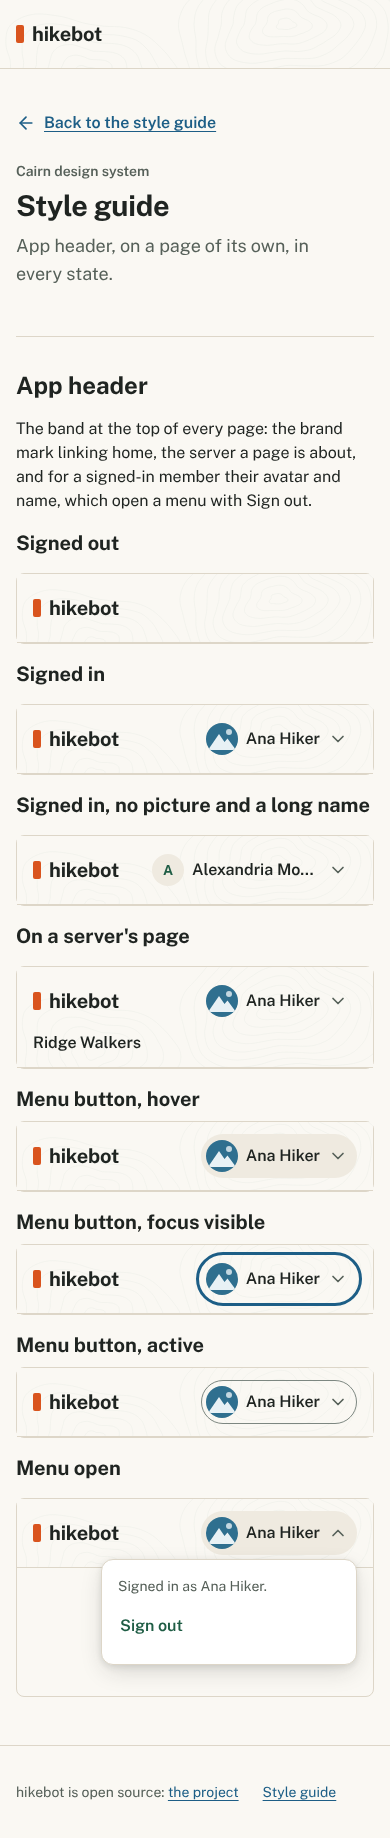 hikebot
Back to the style guide
Cairn design system
Style guide
App header, on a page of its own, in
every state.
App header
The band at the top of every page: the brand
mark linking home, the server a page is about,
and for a signed-in member their avatar and
name, which open a menu with Sign out.
Signed out
hikebot
Signed in
hikebot
Ana Hiker
Signed in, no picture and a long name
hikebot
A
Alexandria Mo...
On a server's page
hikebot
Ana Hiker
Ridge Walkers
Menu button, hover
hikebot
Ana Hiker
Menu button, focus visible
hikebot
Ana Hiker
Menu button, active
hikebot
Ana Hiker
Menu open
hikebot
Ana Hiker
Signed in as Ana Hiker.
Sign out
hikebot is open source: the project
Style guide